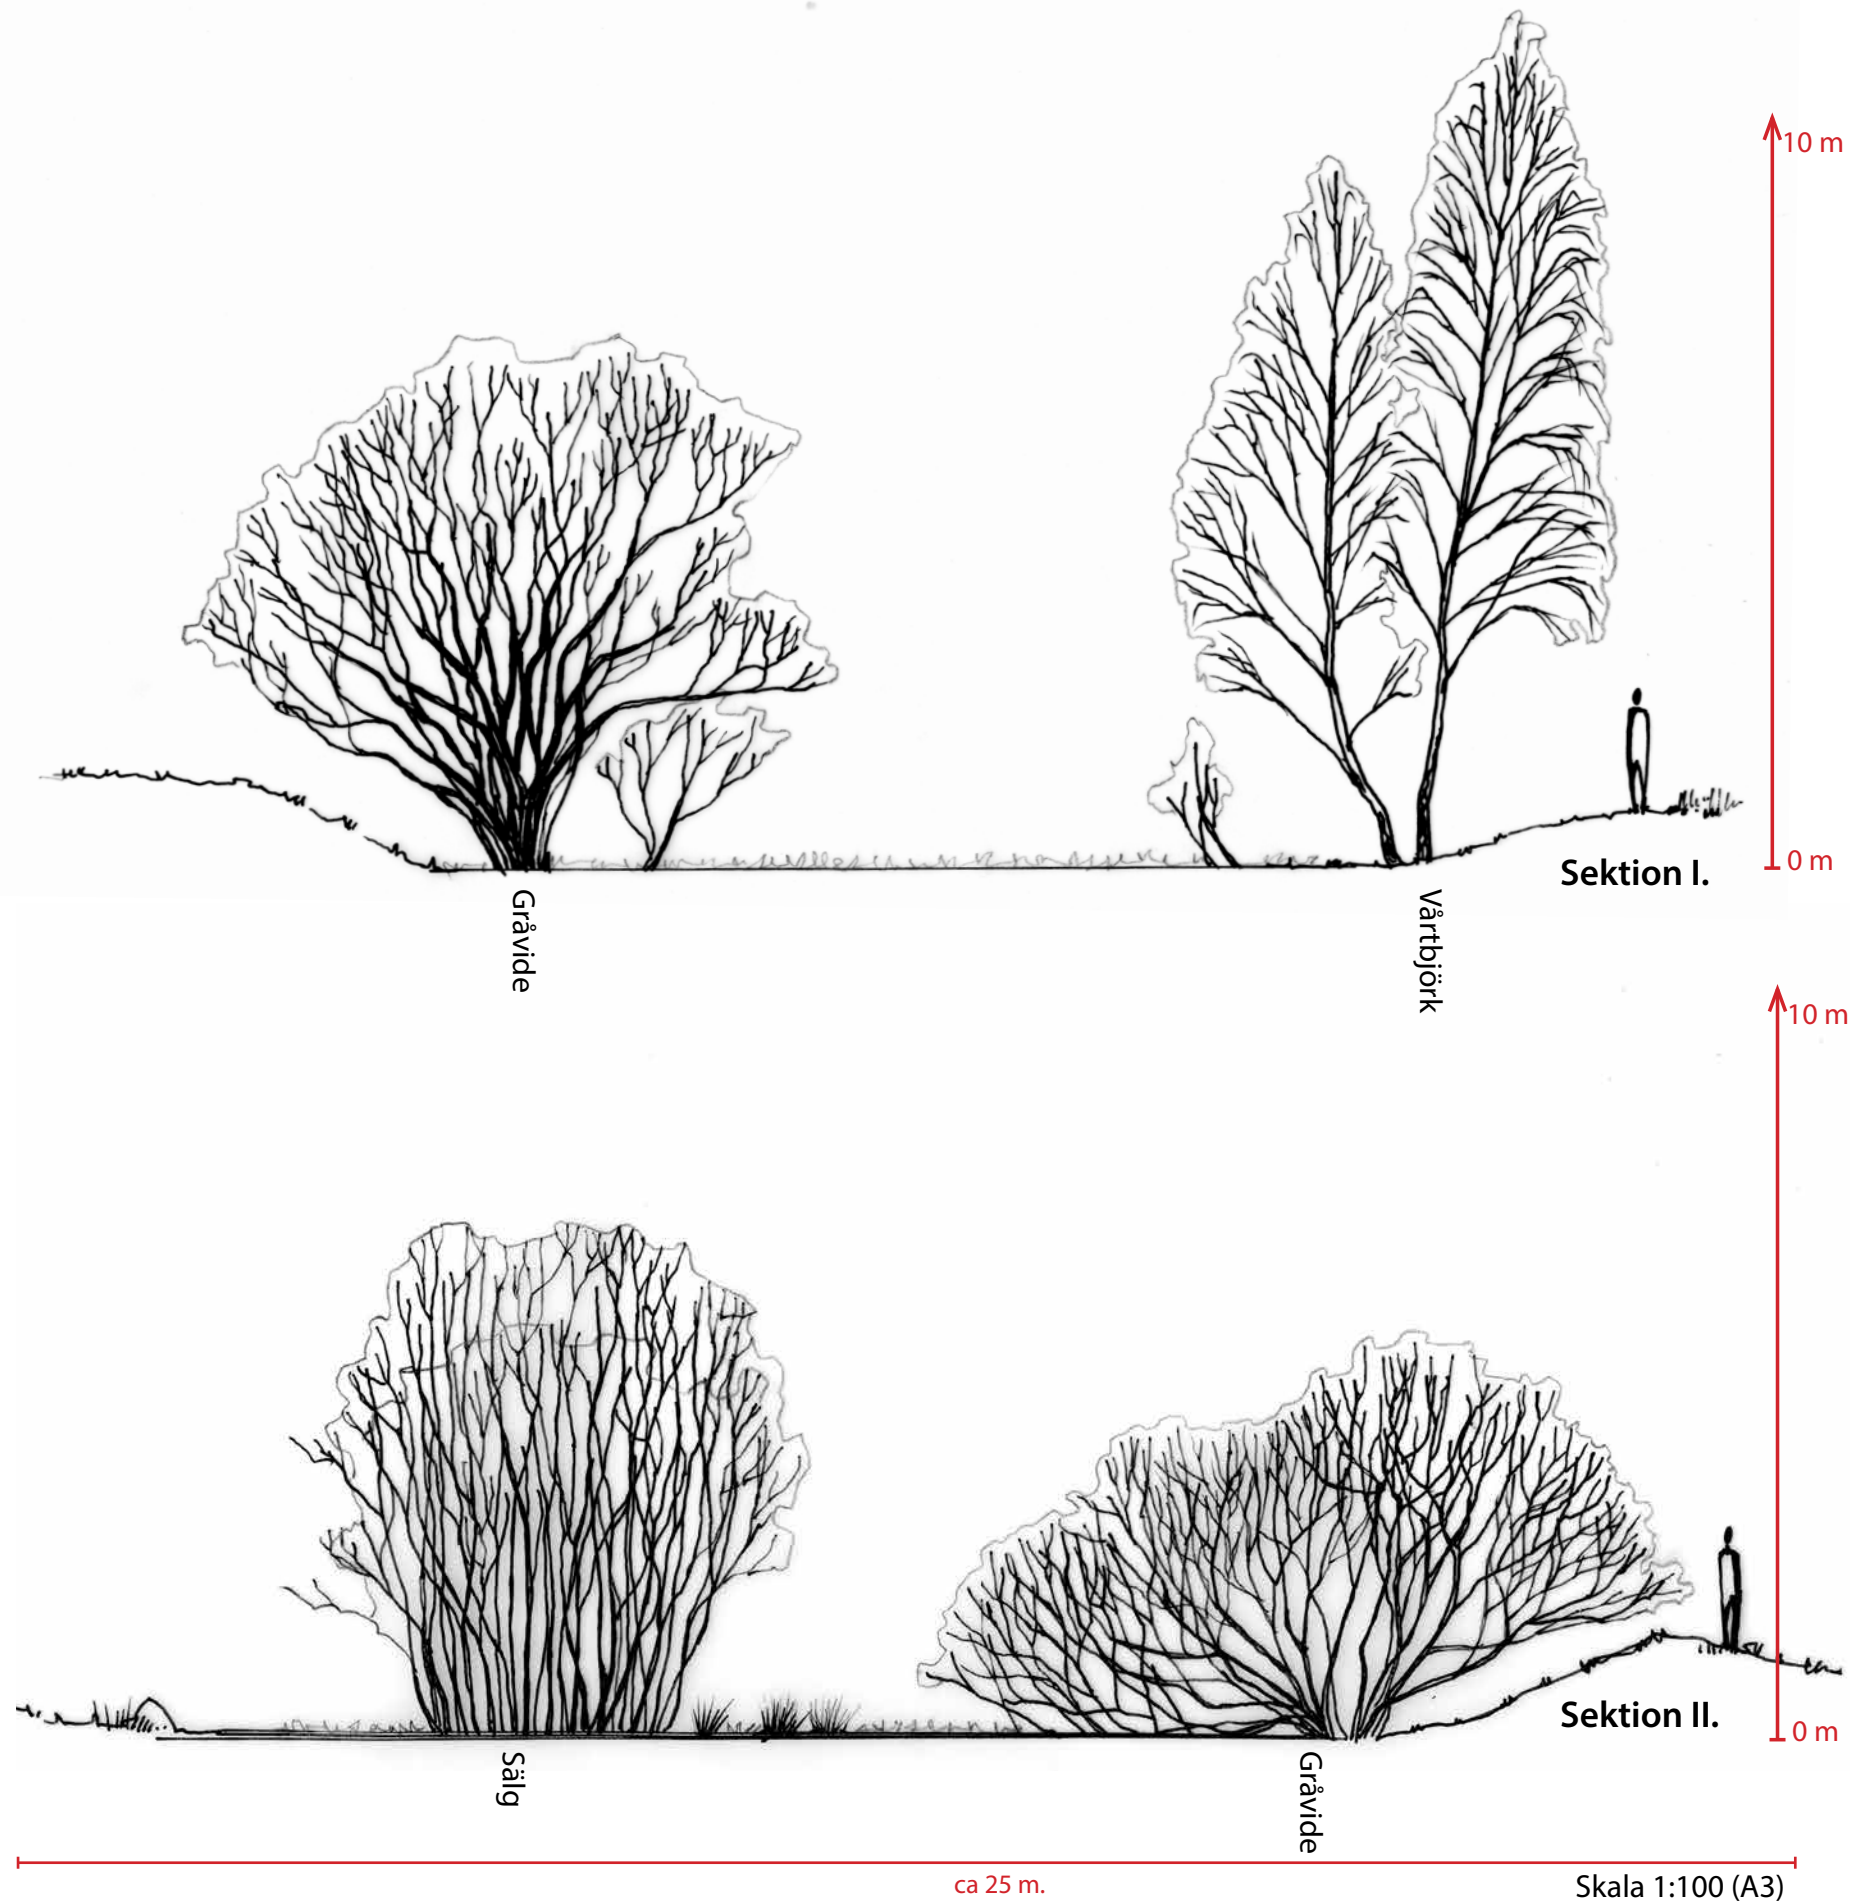 10 m
0 m
Sektion I.
Gråvide
Vårtbjörk
10 m
0 m
Sektion II.
Sälg
Gråvide
ca 25 m.
Skala 1:100 (A3)